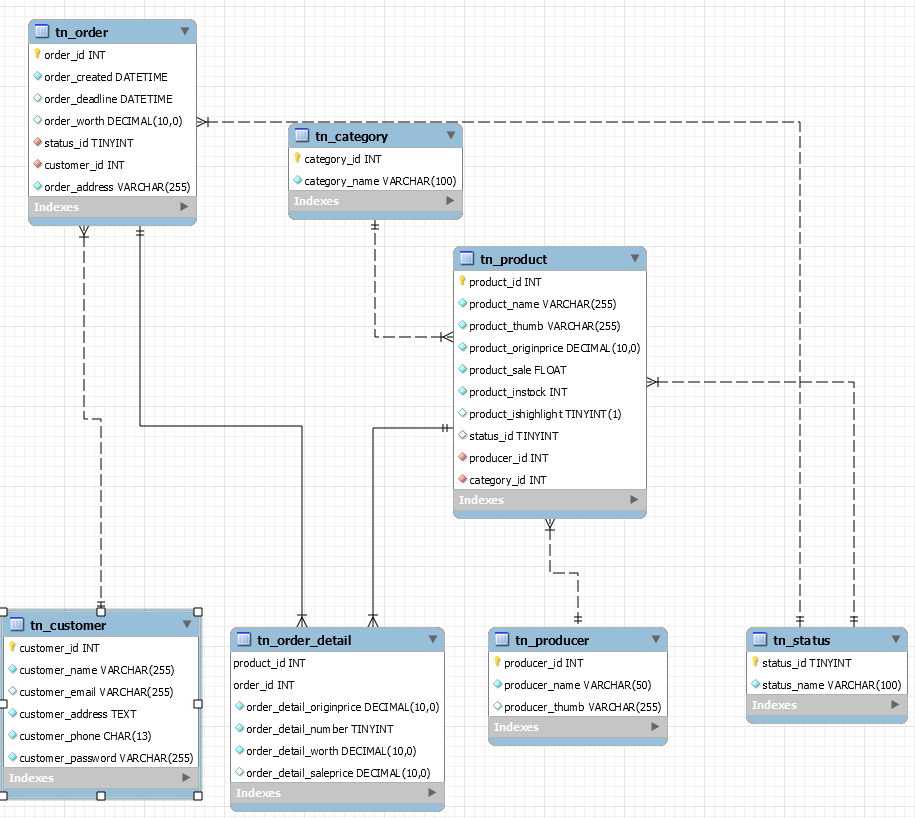 tn_order
order_id INT
order_created DATETIME
order_deadline DATETIME
order_worth DECIMAL(10,0)
status_id TINYINT
customer_id INT
order_address VARCHAR(255)
Indexes
tn_category
category_id INT
category_name VARCHAR(100)
Indexes
tn_product
product_id INT
product_name VARCHAR(255)
product_thumb VARCHAR(255)
product_originprice DECIMAL(10,0)
product_sale FLOAT
product_instock INT
product_ishighlight TINYINT(1)
status_id TINYINT
producer_id INT
category_id INT
Indexes
tn_customer
customer_id INT
customer_name VARCHAR(255)
customer_email VARCHAR(255)
customer_address TEXT
customer_phone CHAR(13)
customer_password VARCHAR(255)
Indexes
tn_order_detail
product_id INT
order_id INT
order_detail_originprice DECIMAL(10,0)
order_detail_number TINYINT
order_detail_worth DECIMAL(10,0)
order_detail_saleprice DECIMAL(10,0)
Indexes
tn_producer
producer_id INT
producer_name VARCHAR(50)
producer_thumb VARCHAR(255)
Indexes
tn_status
status_id TINYINT
status_name VARCHAR(100)
Indexes